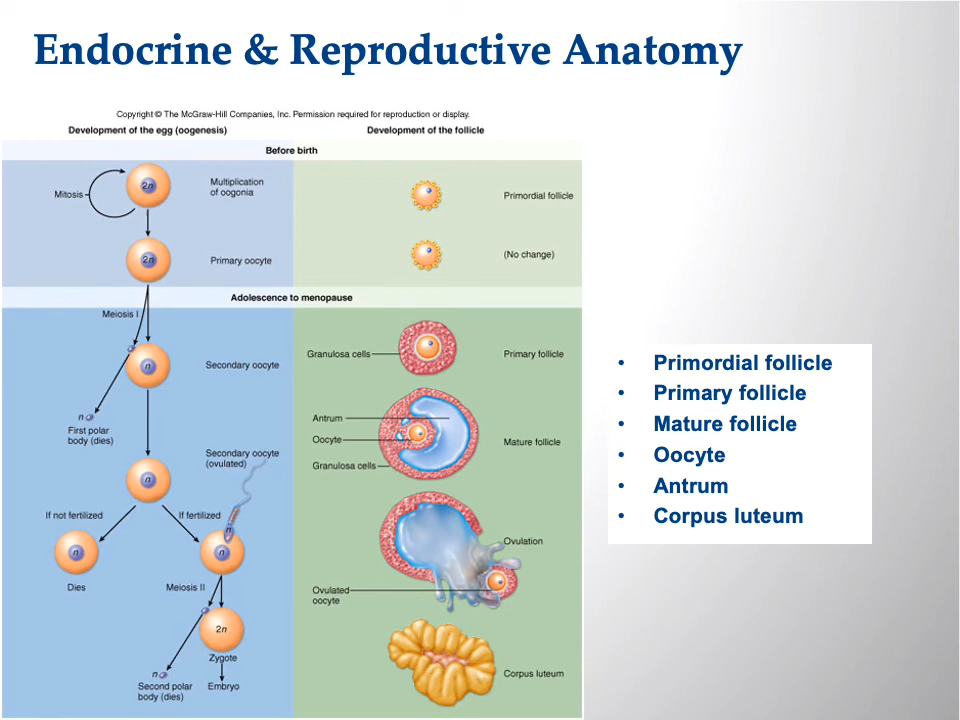 Endocrine & Reproductive Anatomy
Copyright © The McGraw-Hill Companies, Inc. Permission required for reproduction or display.
Development of the egg (oogenesis)
Development of the follicle
Before birth
Mitosis
2n
Multiplication
of oogonia
Primordial follicle
2n
Primary oocyte
(No change)
Adolescence to menopause
Meiosis I
n
Secondary oocyte
Granulosa cells
Primary follicle
n
First polar
body (dies)
Antrum
Oocyte
Granulosa cells
Mature follicle
Secondary oocyte
(ovulated)
n
If not fertilized
If fertilized
n
n
n
Dies
Meiosis II
Ovulation
Ovulated
oocyte
2n
Zygote
n
Second polar
body (dies)
Embryo
Corpus luteum
• Primordial follicle
• Primary follicle
• Mature follicle
• Oocyte
• Antrum
• Corpus luteum